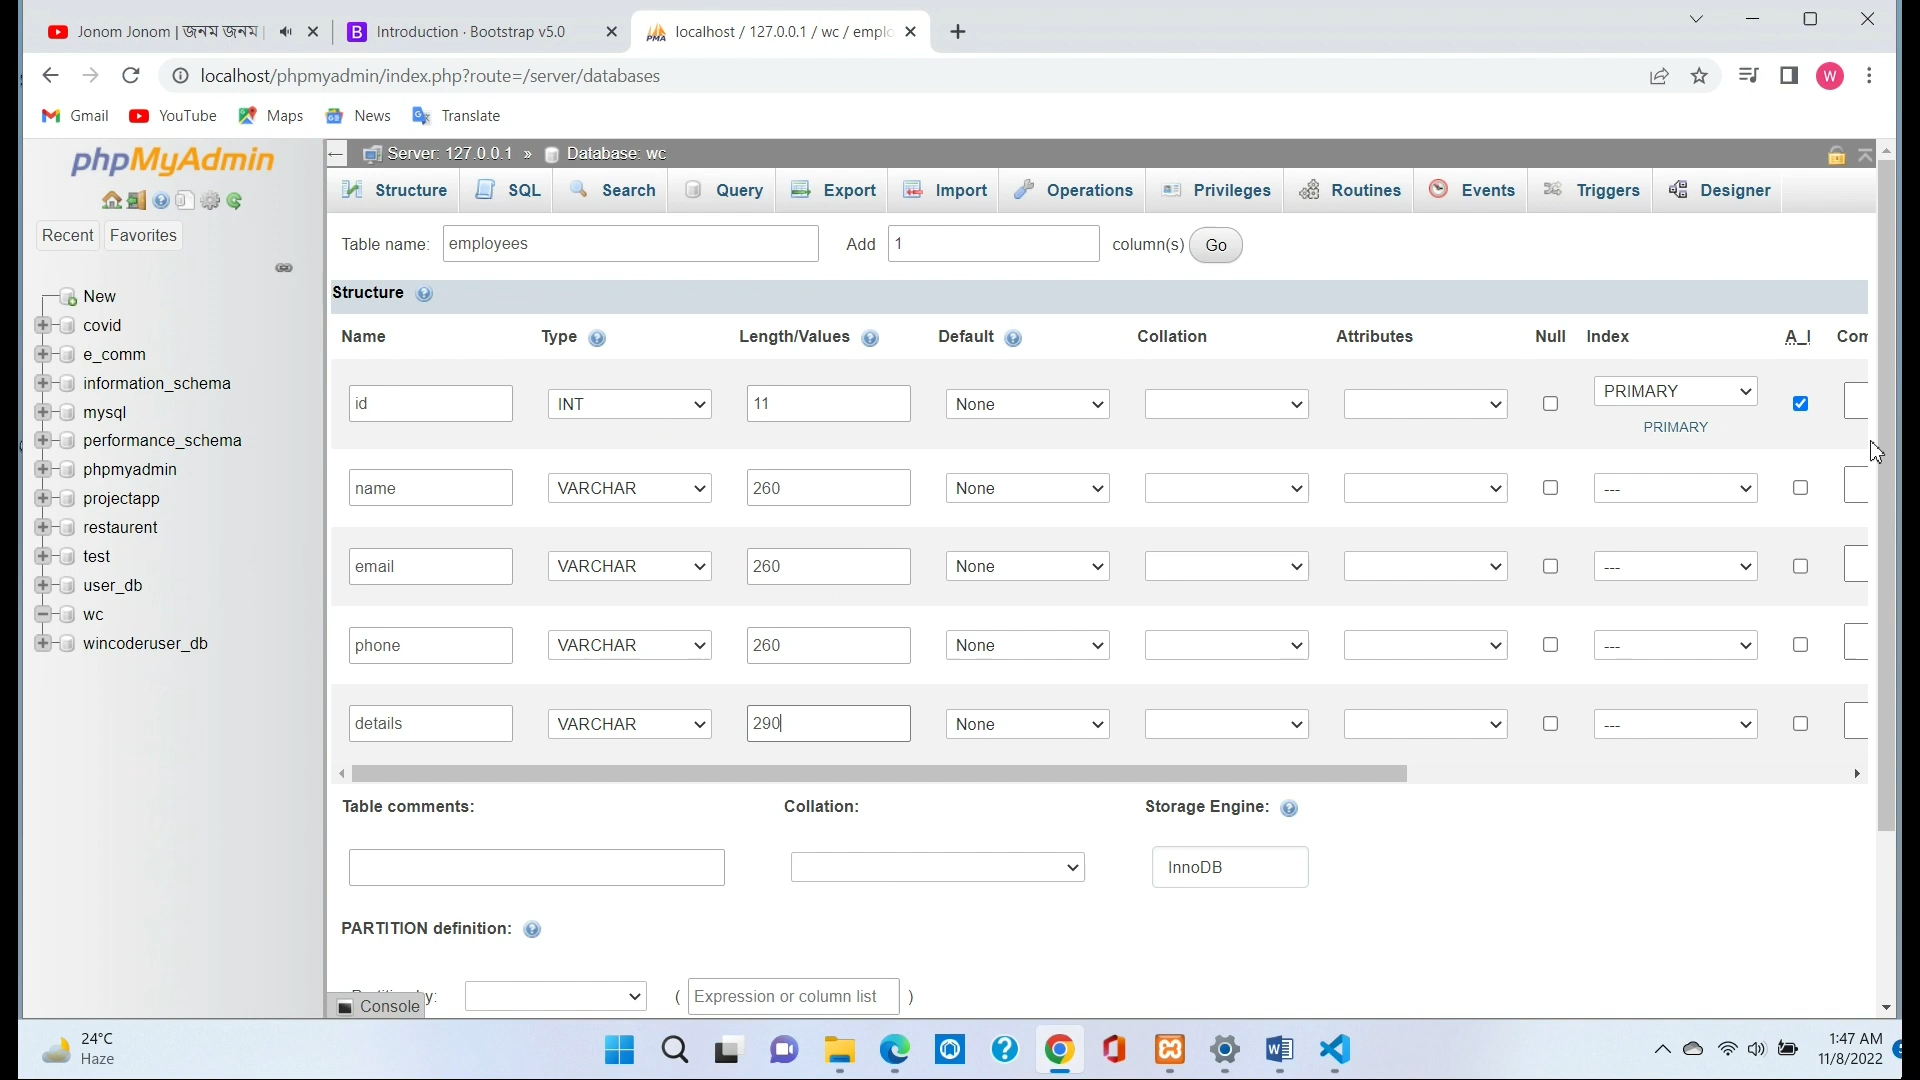 Jonom Jonom | জনম জনম
Introduction · Bootstrap v5.0
localhost / 127.0.0.1 / wc / emplo
localhost/phpmyadmin/index.php?route=/server/databases
W
Gmail YouTube Maps News Translate
phpMyAdmin
Server: 127.0.0.1 » Database: wc
Structure SQL Search Query Export Import Operations Privileges Routines Events Triggers Designer
Recent Favorites
New
covid
e_comm
information_schema
mysql
performance_schema
phpmyadmin
projectapp
restaurent
test
user_db
wc
wincoderuser_db
Table name: employees Add 1 column(s) Go
Structure
Name Type Length/Values Default Collation Attributes Null Index A_I Com
id INT 11 None PRIMARY
PRIMARY
name VARCHAR 260 None ---
email VARCHAR 260 None ---
phone VARCHAR 260 None ---
details VARCHAR 290 None ---
Table comments: Collation: Storage Engine:
InnoDB
PARTITION definition:
( Expression or column list )
Console
24°C
Haze
1:47 AM
11/8/2022